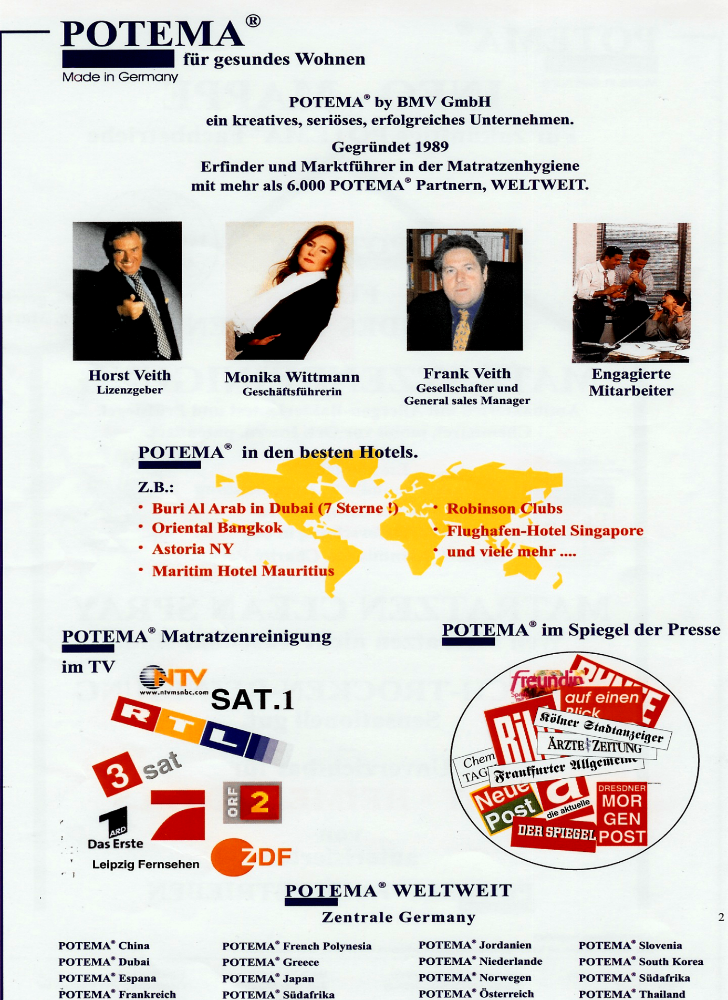 POTEMA®
für gesundes Wohnen
Made in Germany
POTEMA® by BMV GmbH
ein kreatives, seriöses, erfolgreiches Unternehmen.
Gegründet 1989
Erfinder und Marktführer in der Matratzenhygiene
mit mehr als 6.000 POTEMA® Partnern, WELTWEIT.
Horst Veith
Lizenzgeber
Monika Wittmann
Geschäftsführerin
Frank Veith
Gesellschafter und
General sales Manager
Engagierte
Mitarbeiter
POTEMA® in den besten Hotels.
Z.B.:
• Buri Al Arab in Dubai (7 Sterne !)
• Oriental Bangkok
• Astoria NY
• Maritim Hotel Mauritius
• Robinson Clubs
• Flughafen-Hotel Singapore
• und viele mehr ....
POTEMA® Matratzenreinigung
im TV
NTV
www.ntvmsnbc.com
SAT.1
RTL
3sat
ORF 2
ARD
Das Erste
Leipzig Fernsehen
ZDF
POTEMA® im Spiegel der Presse
freundin
BUNTE
auf einen
Blick
Bild
Kölner Stadtanzeiger
ÄRZTE ZEITUNG
Chem
TAG
Frankfurter Allgemeine
Neue
Post
a
die aktuelle
DER SPIEGEL
DRESDNER
MOR
GEN
POST
POTEMA® WELTWEIT
Zentrale Germany
2
POTEMA® China
POTEMA® Dubai
POTEMA® Espana
POTEMA® Frankreich
POTEMA® French Polynesia
POTEMA® Greece
POTEMA® Japan
POTEMA® Südafrika
POTEMA® Jordanien
POTEMA® Niederlande
POTEMA® Norwegen
POTEMA® Österreich
POTEMA® Slovenia
POTEMA® South Korea
POTEMA® Südafrika
POTEMA® Thailand